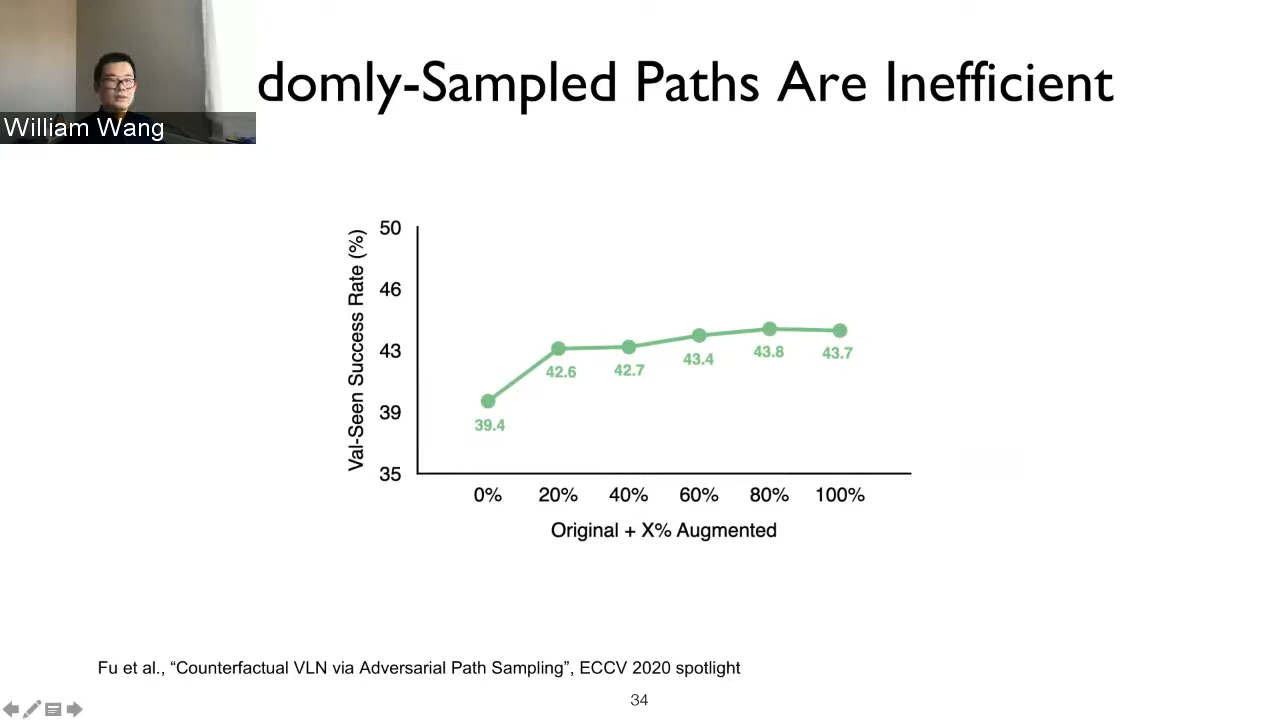 domly-Sampled Paths Are Inefficient
William Wang
50
46
43
39
35
Val-Seen Success Rate (%)
39.4
42.6
42.7
43.4
43.8
43.7
0% 20% 40% 60% 80% 100%
Original + X% Augmented
Fu et al., “Counterfactual VLN via Adversarial Path Sampling”, ECCV 2020 spotlight
34